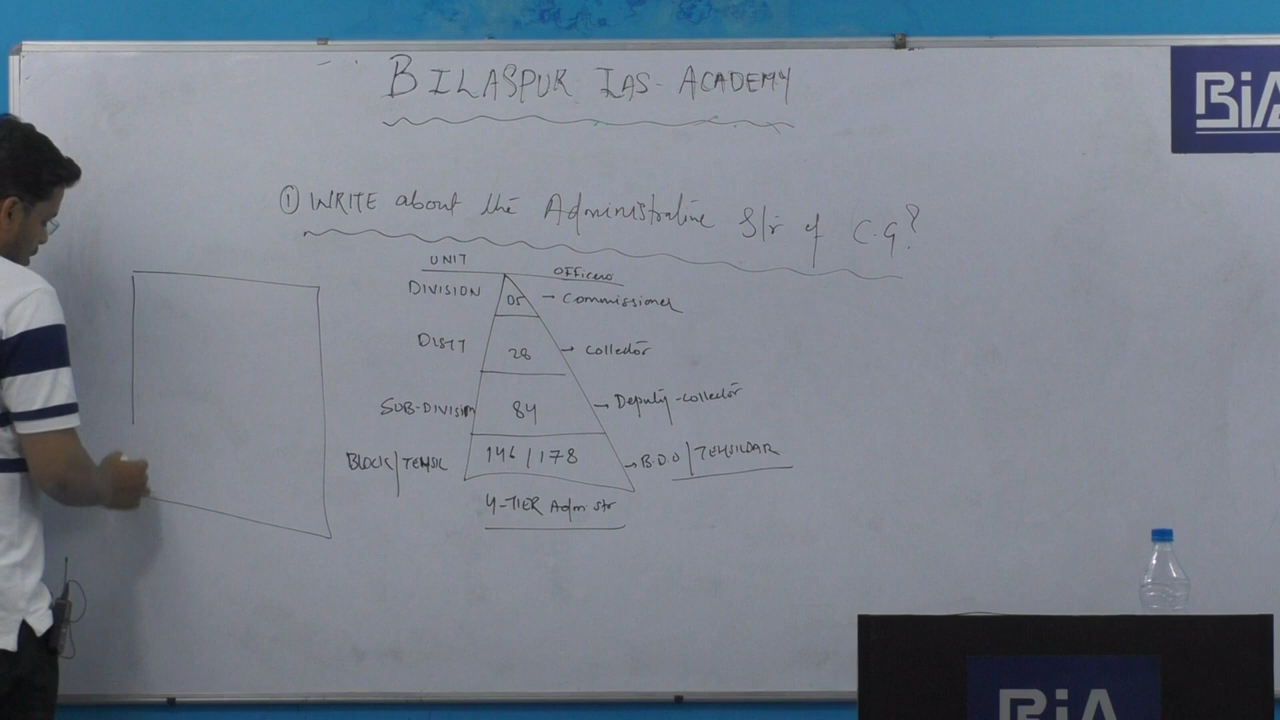 BILASPUR IAS-ACADEMY
BiA
① WRITE about the Administrative S/r of C.G?
UNIT Officers
DIVISION 05 → Commissioner
DISTT 28 → Collector
SUB-DIVISION 84 → Deputy-collector
BLOCK/TEHSIL 146/178 → B.D.O/TEHSILDAR
4-TIER Adm str
BiA